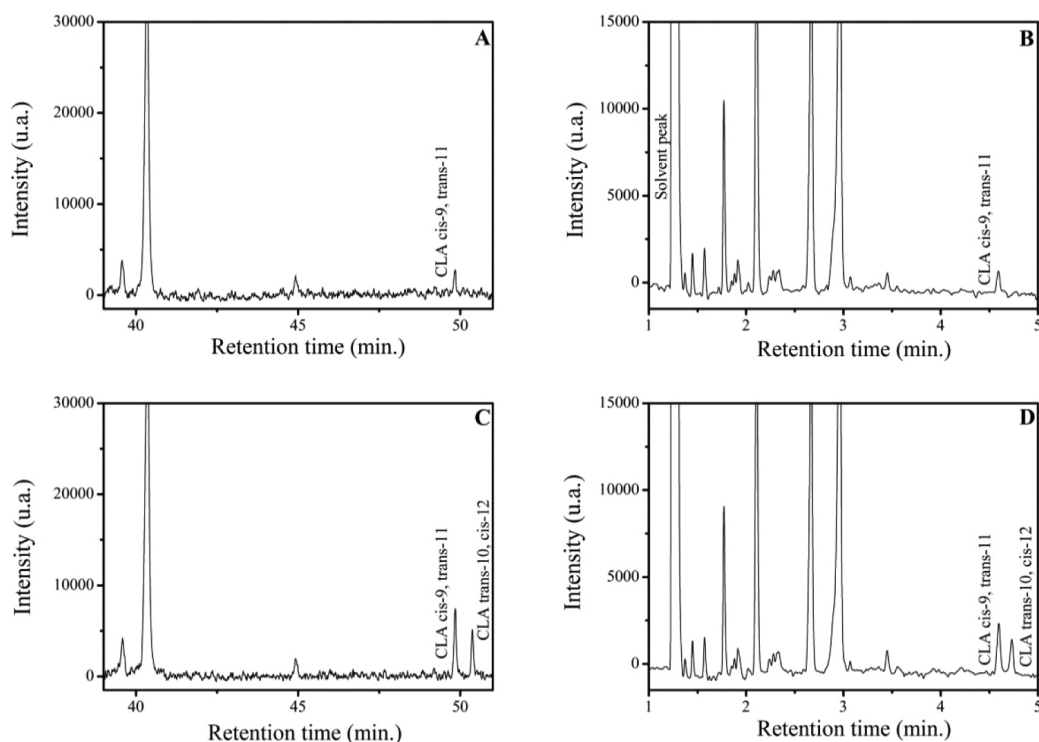 30000
20000
10000
0
Intensity (u.a.)
A
CLA cis-9, trans-11
40
45
50
Retention time (min.)
15000
10000
5000
0
Intensity (u.a.)
B
Solvent peak
CLA cis-9, trans-11
1
2
3
4
5
Retention time (min.)
30000
20000
10000
0
Intensity (u.a.)
C
CLA cis-9, trans-11
CLA trans-10, cis-12
40
45
50
Retention time (min.)
15000
10000
5000
0
Intensity (u.a.)
D
CLA cis-9, trans-11
CLA trans-10, cis-12
1
2
3
4
5
Retention time (min.)